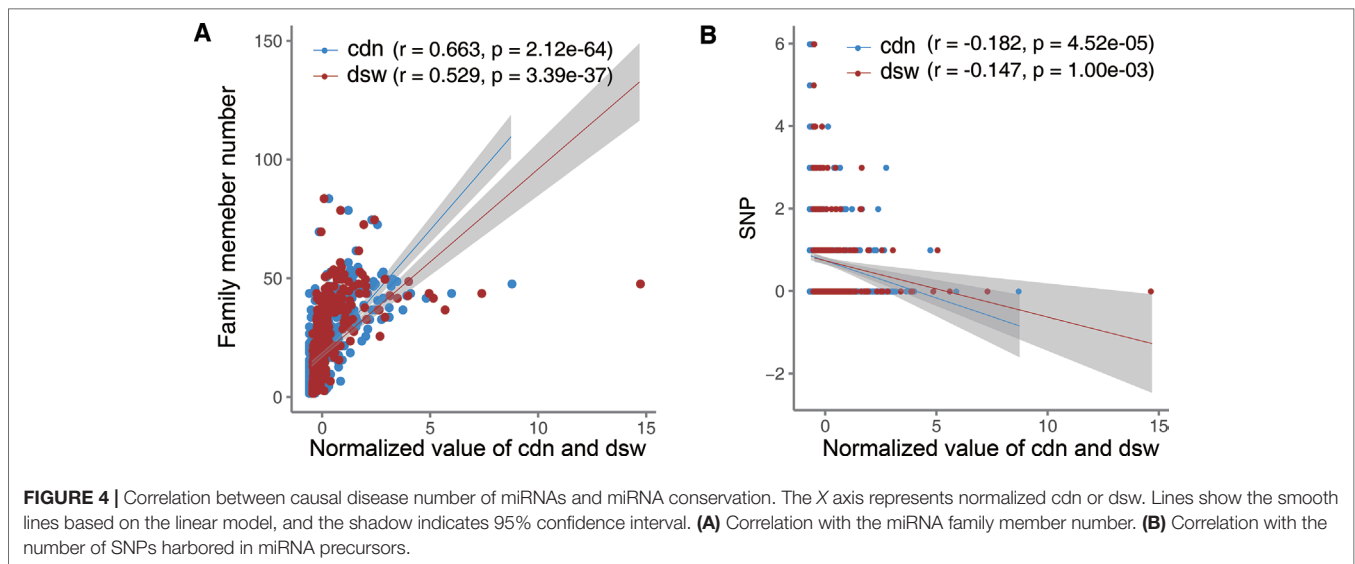 A
cdn (r = 0.663, p = 2.12e-64)
dsw (r = 0.529, p = 3.39e-37)
Family memeber number
150
100
50
0
0 5 10 15
Normalized value of cdn and dsw
B
cdn (r = -0.182, p = 4.52e-05)
dsw (r = -0.147, p = 1.00e-03)
SNP
6
4
2
0
−2
0 5 10 15
Normalized value of cdn and dsw
FIGURE 4 | Correlation between causal disease number of miRNAs and miRNA conservation. The X axis represents normalized cdn or dsw. Lines show the smooth
lines based on the linear model, and the shadow indicates 95% confidence interval. (A) Correlation with the miRNA family member number. (B) Correlation with the
number of SNPs harbored in miRNA precursors.